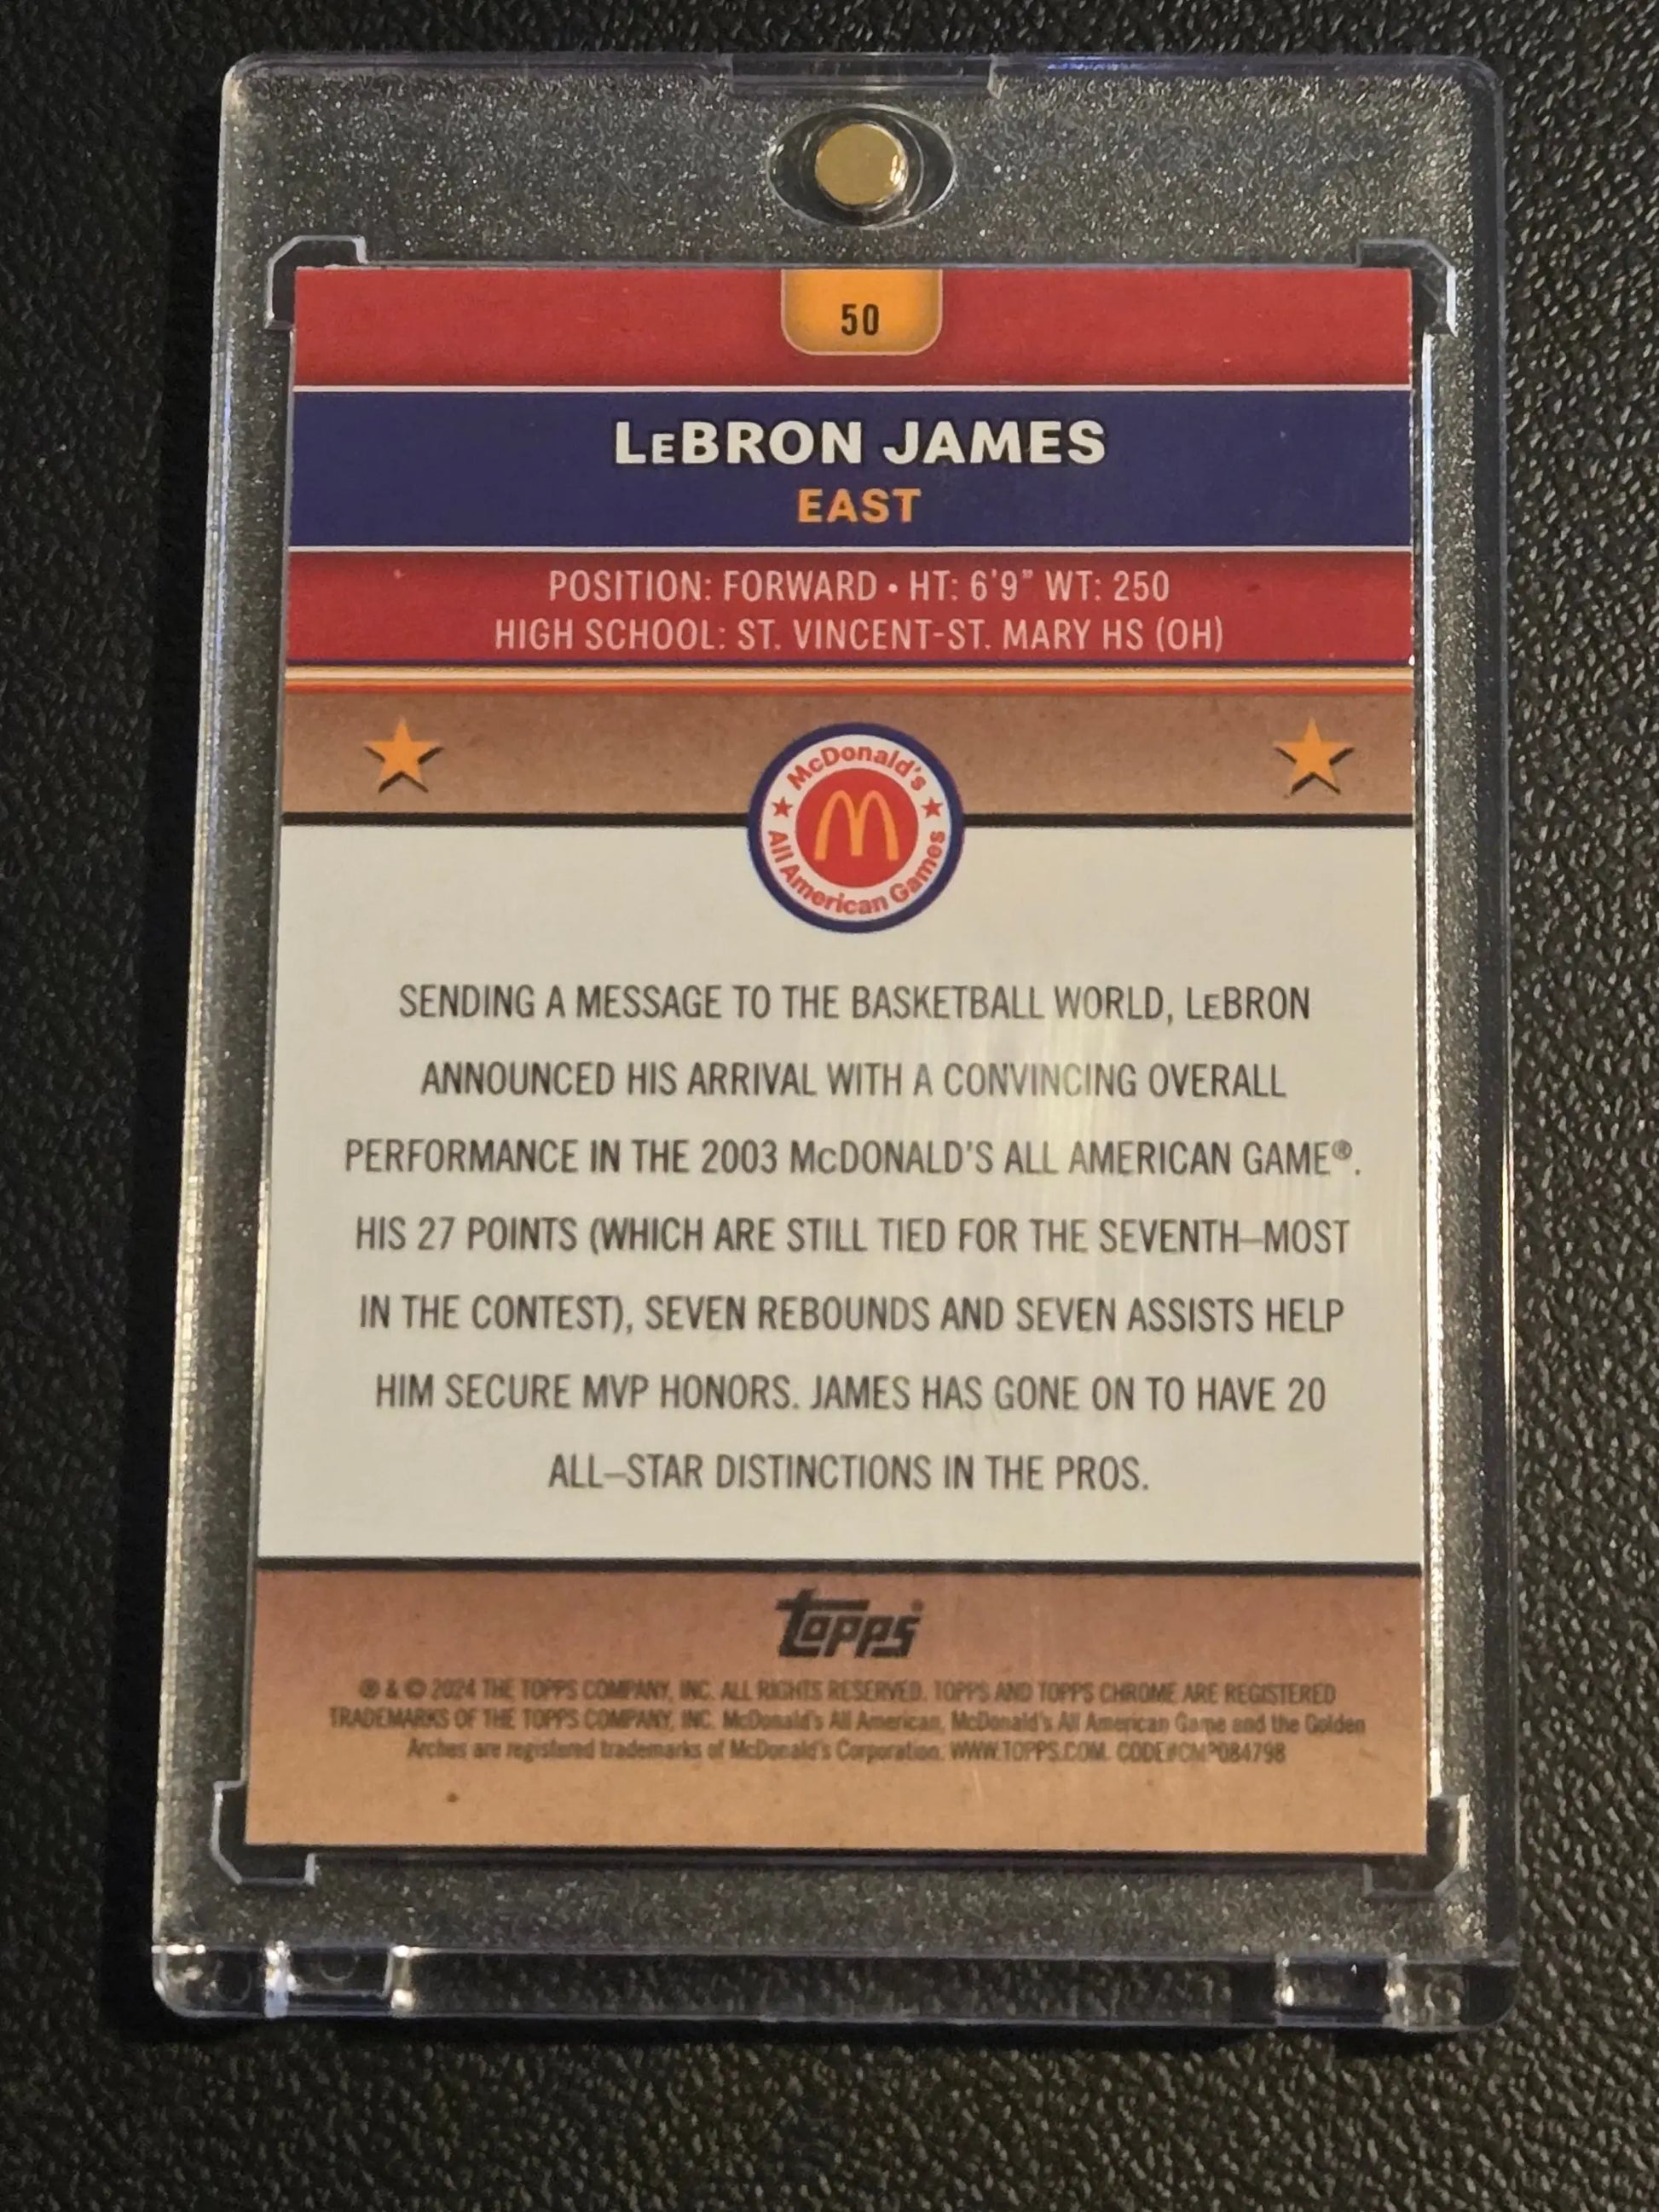 50
LeBRON JAMES
EAST
POSITION: FORWARD • HT: 6'9" WT: 250
HIGH SCHOOL: ST. VINCENT-ST. MARY HS (OH)
McDonald's
All American Games
SENDING A MESSAGE TO THE BASKETBALL WORLD, LeBRON
ANNOUNCED HIS ARRIVAL WITH A CONVINCING OVERALL
PERFORMANCE IN THE 2003 McDONALD'S ALL AMERICAN GAME®.
HIS 27 POINTS (WHICH ARE STILL TIED FOR THE SEVENTH–MOST
IN THE CONTEST), SEVEN REBOUNDS AND SEVEN ASSISTS HELP
HIM SECURE MVP HONORS. JAMES HAS GONE ON TO HAVE 20
ALL–STAR DISTINCTIONS IN THE PROS.
topps®
® & © 2024 THE TOPPS COMPANY, INC. ALL RIGHTS RESERVED. TOPPS AND TOPPS CHROME ARE REGISTERED
TRADEMARKS OF THE TOPPS COMPANY, INC. McDonald's All American, McDonald's All American Game and the Golden
Arches are registered trademarks of McDonald's Corporation. WWW.TOPPS.COM. CODE#CMP084798